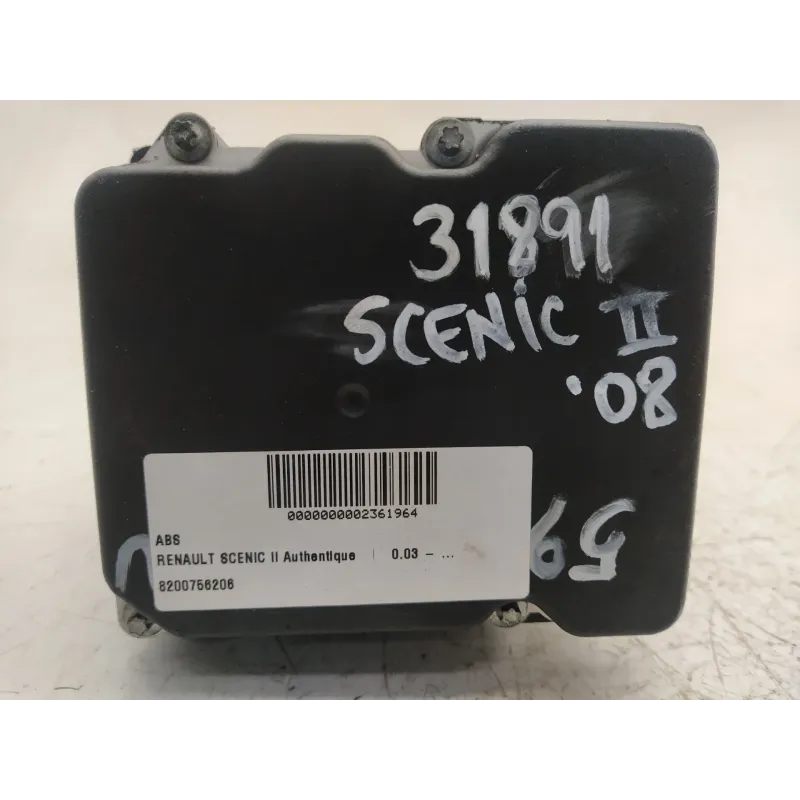 31891
SCENIC II
'08
0000000002361964
ABS
RENAULT SCENIC II Authentique | 0.03 - ...
8200756206